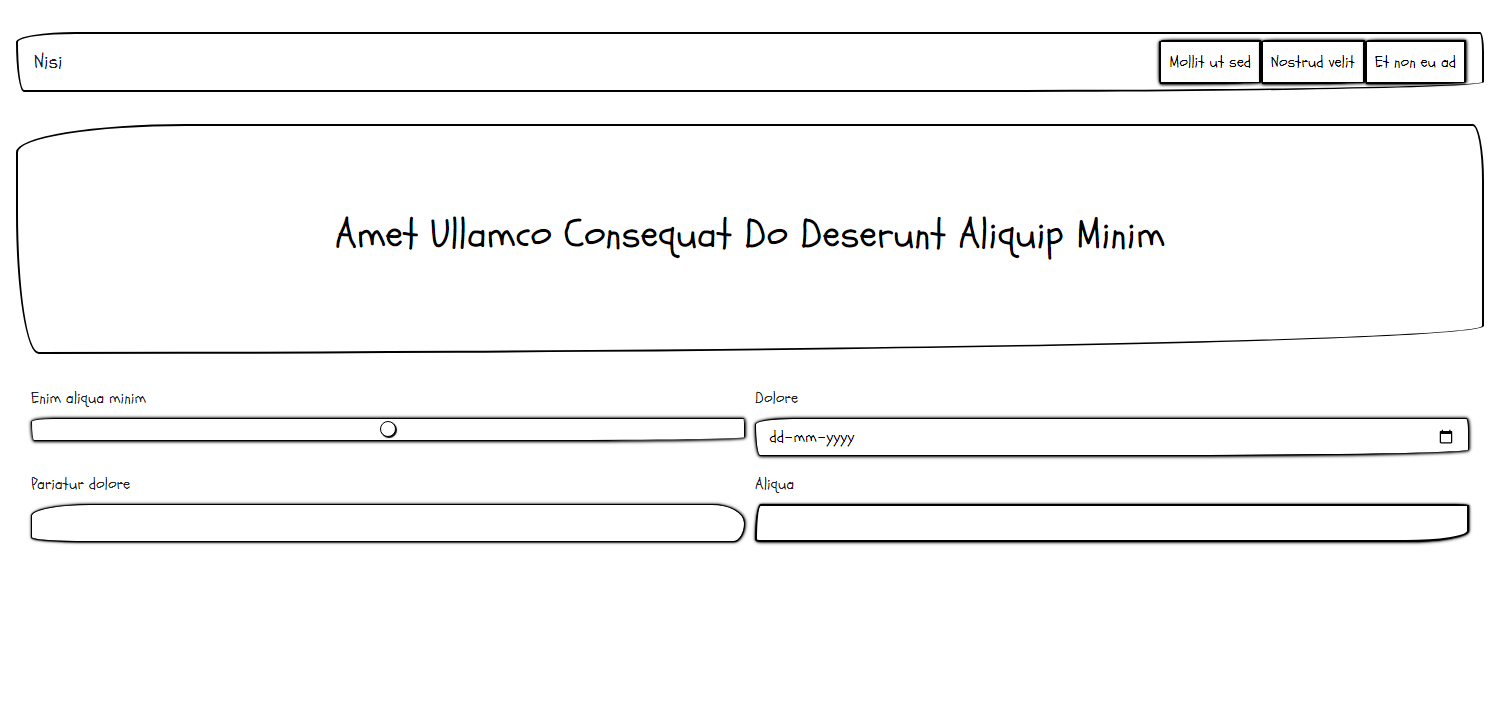 Nisi
Mollit ut sed
Nostrud velit
Et non eu ad
Amet Ullamco Consequat Do Deserunt Aliquip Minim
Enim aliqua minim
Dolore
dd-mm-yyyy
Pariatur dolore
Aliqua